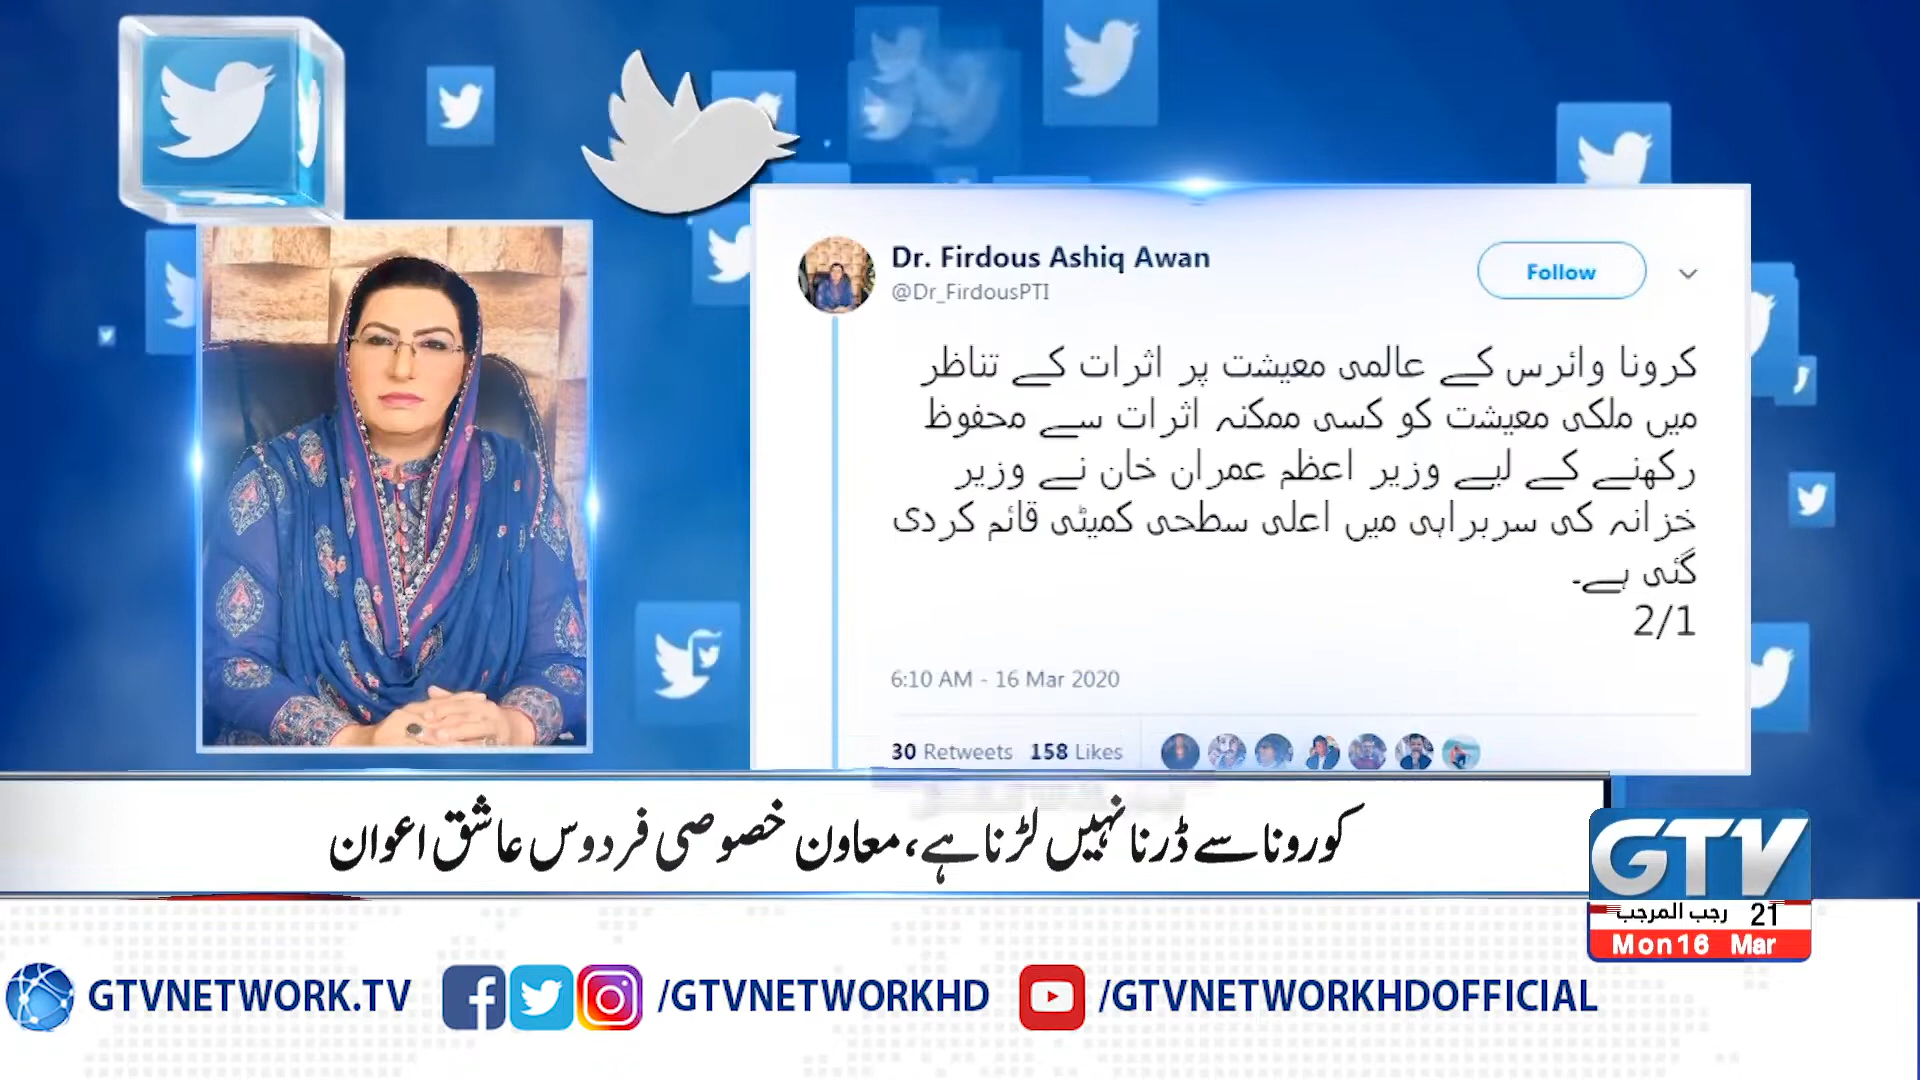 Dr. Firdous Ashiq Awan
@Dr_FirdousPTI
Follow
کرونا وائرس کے عالمی معیشت پر اثرات کے تناظر
میں ملکی معیشت کو کسی ممکنہ اثرات سے محفوظ
رکھنے کے لیے وزیر اعظم عمران خان نے وزیر
خزانہ کی سربراہی میں اعلی سطحی کمیٹی قائم کردی
گئی ہے۔
2/1
6:10 AM - 16 Mar 2020
30 Retweets 158 Likes
کورونا سے ڈرنا نہیں لڑنا ہے، معاون خصوصی فردوس عاشق اعوان
GTV
21 رجب المرجب
Mon 16 Mar
GTVNETWORK.TV
/GTVNETWORKHD
/GTVNETWORKHDOFFICIAL